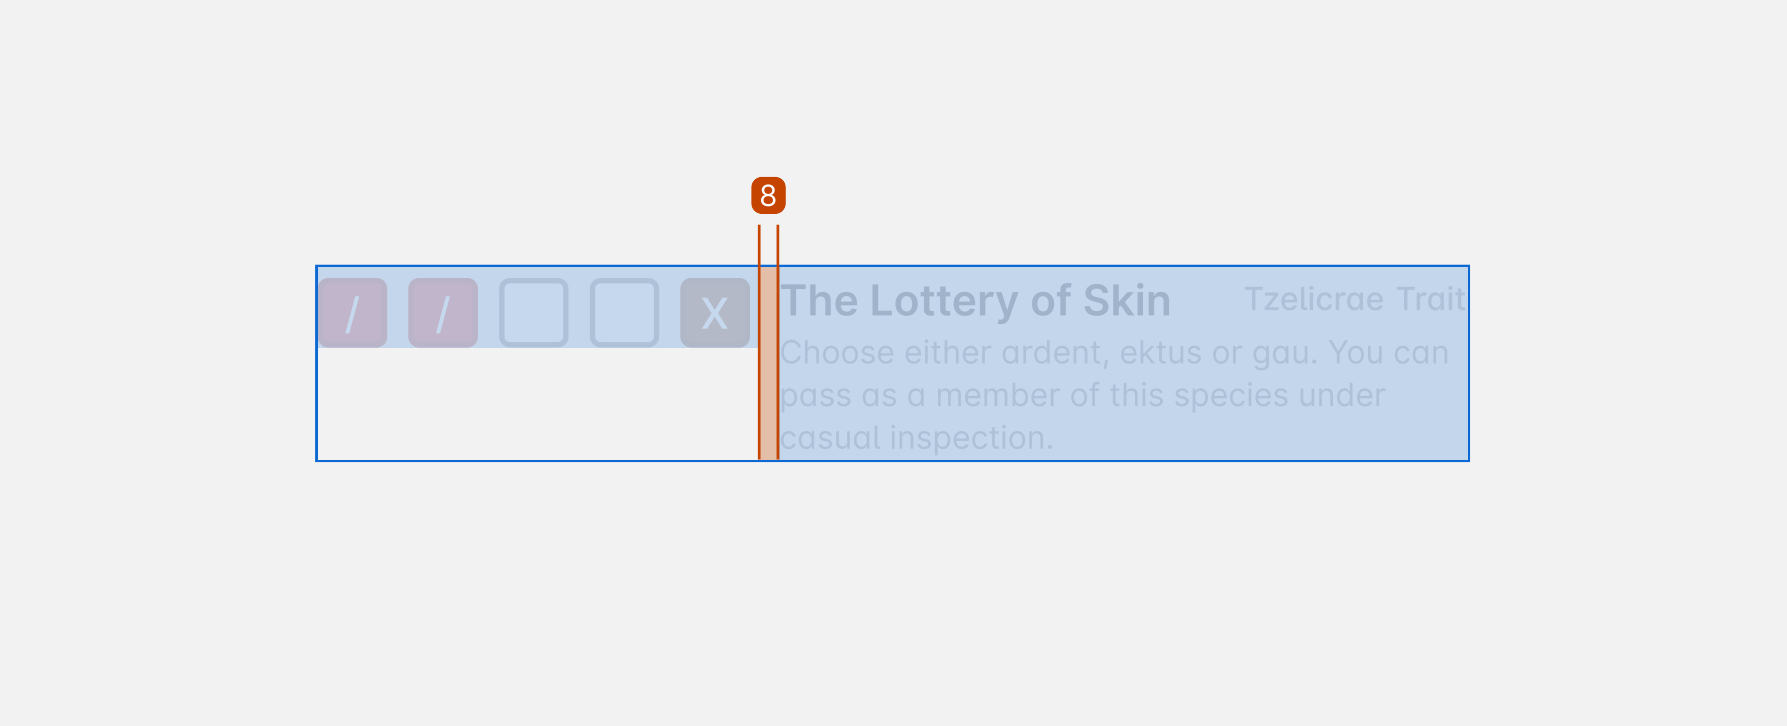 8
/ / X
The Lottery of Skin Tzelicrae Trait
Choose either ardent, ektus or gau. You can
pass as a member of this species under
casual inspection.